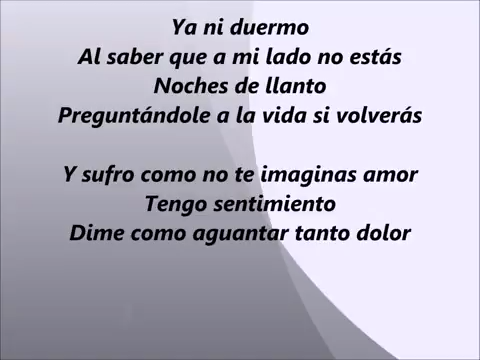 Ya ni duermo
Al saber que a mi lado no estás
Noches de llanto
Preguntándole a la vida si volverás
Y sufro como no te imaginas amor
Tengo sentimiento
Dime como aguantar tanto dolor